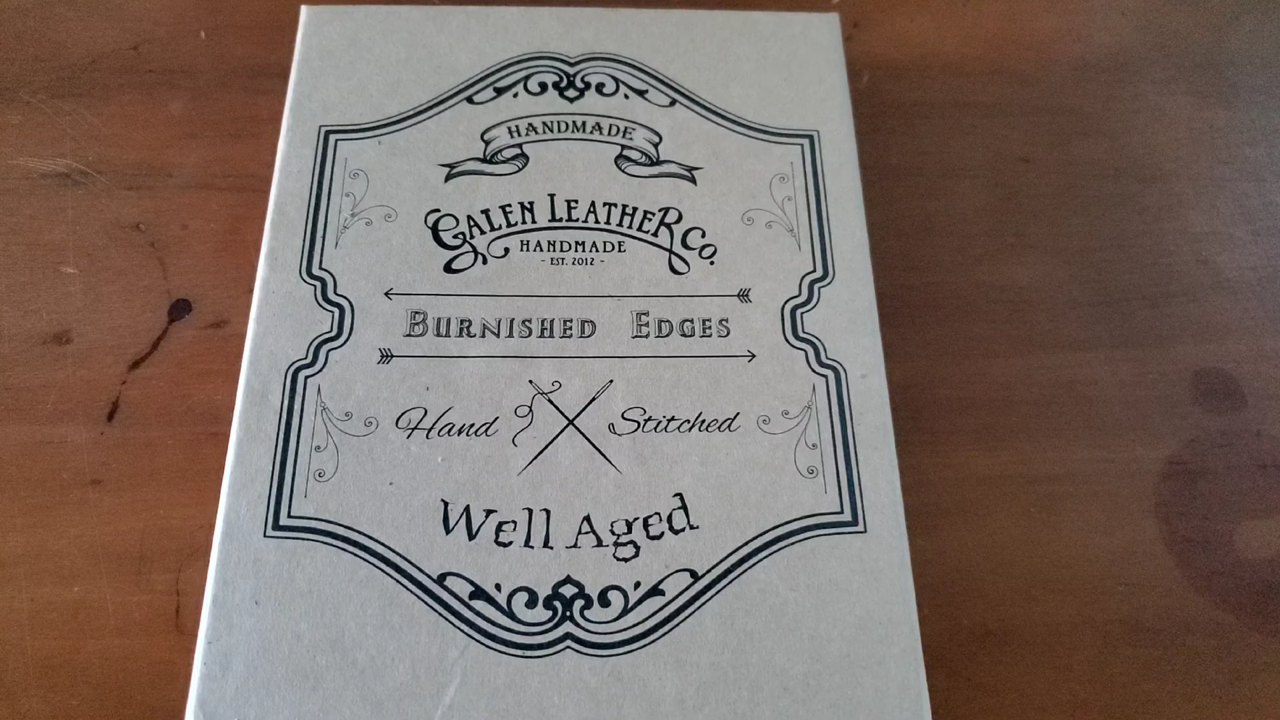 HANDMADE
GALEN LEATHER CO.
HANDMADE
- EST. 2012 -
BURNISHED EDGES
Hand Stitched
Well Aged